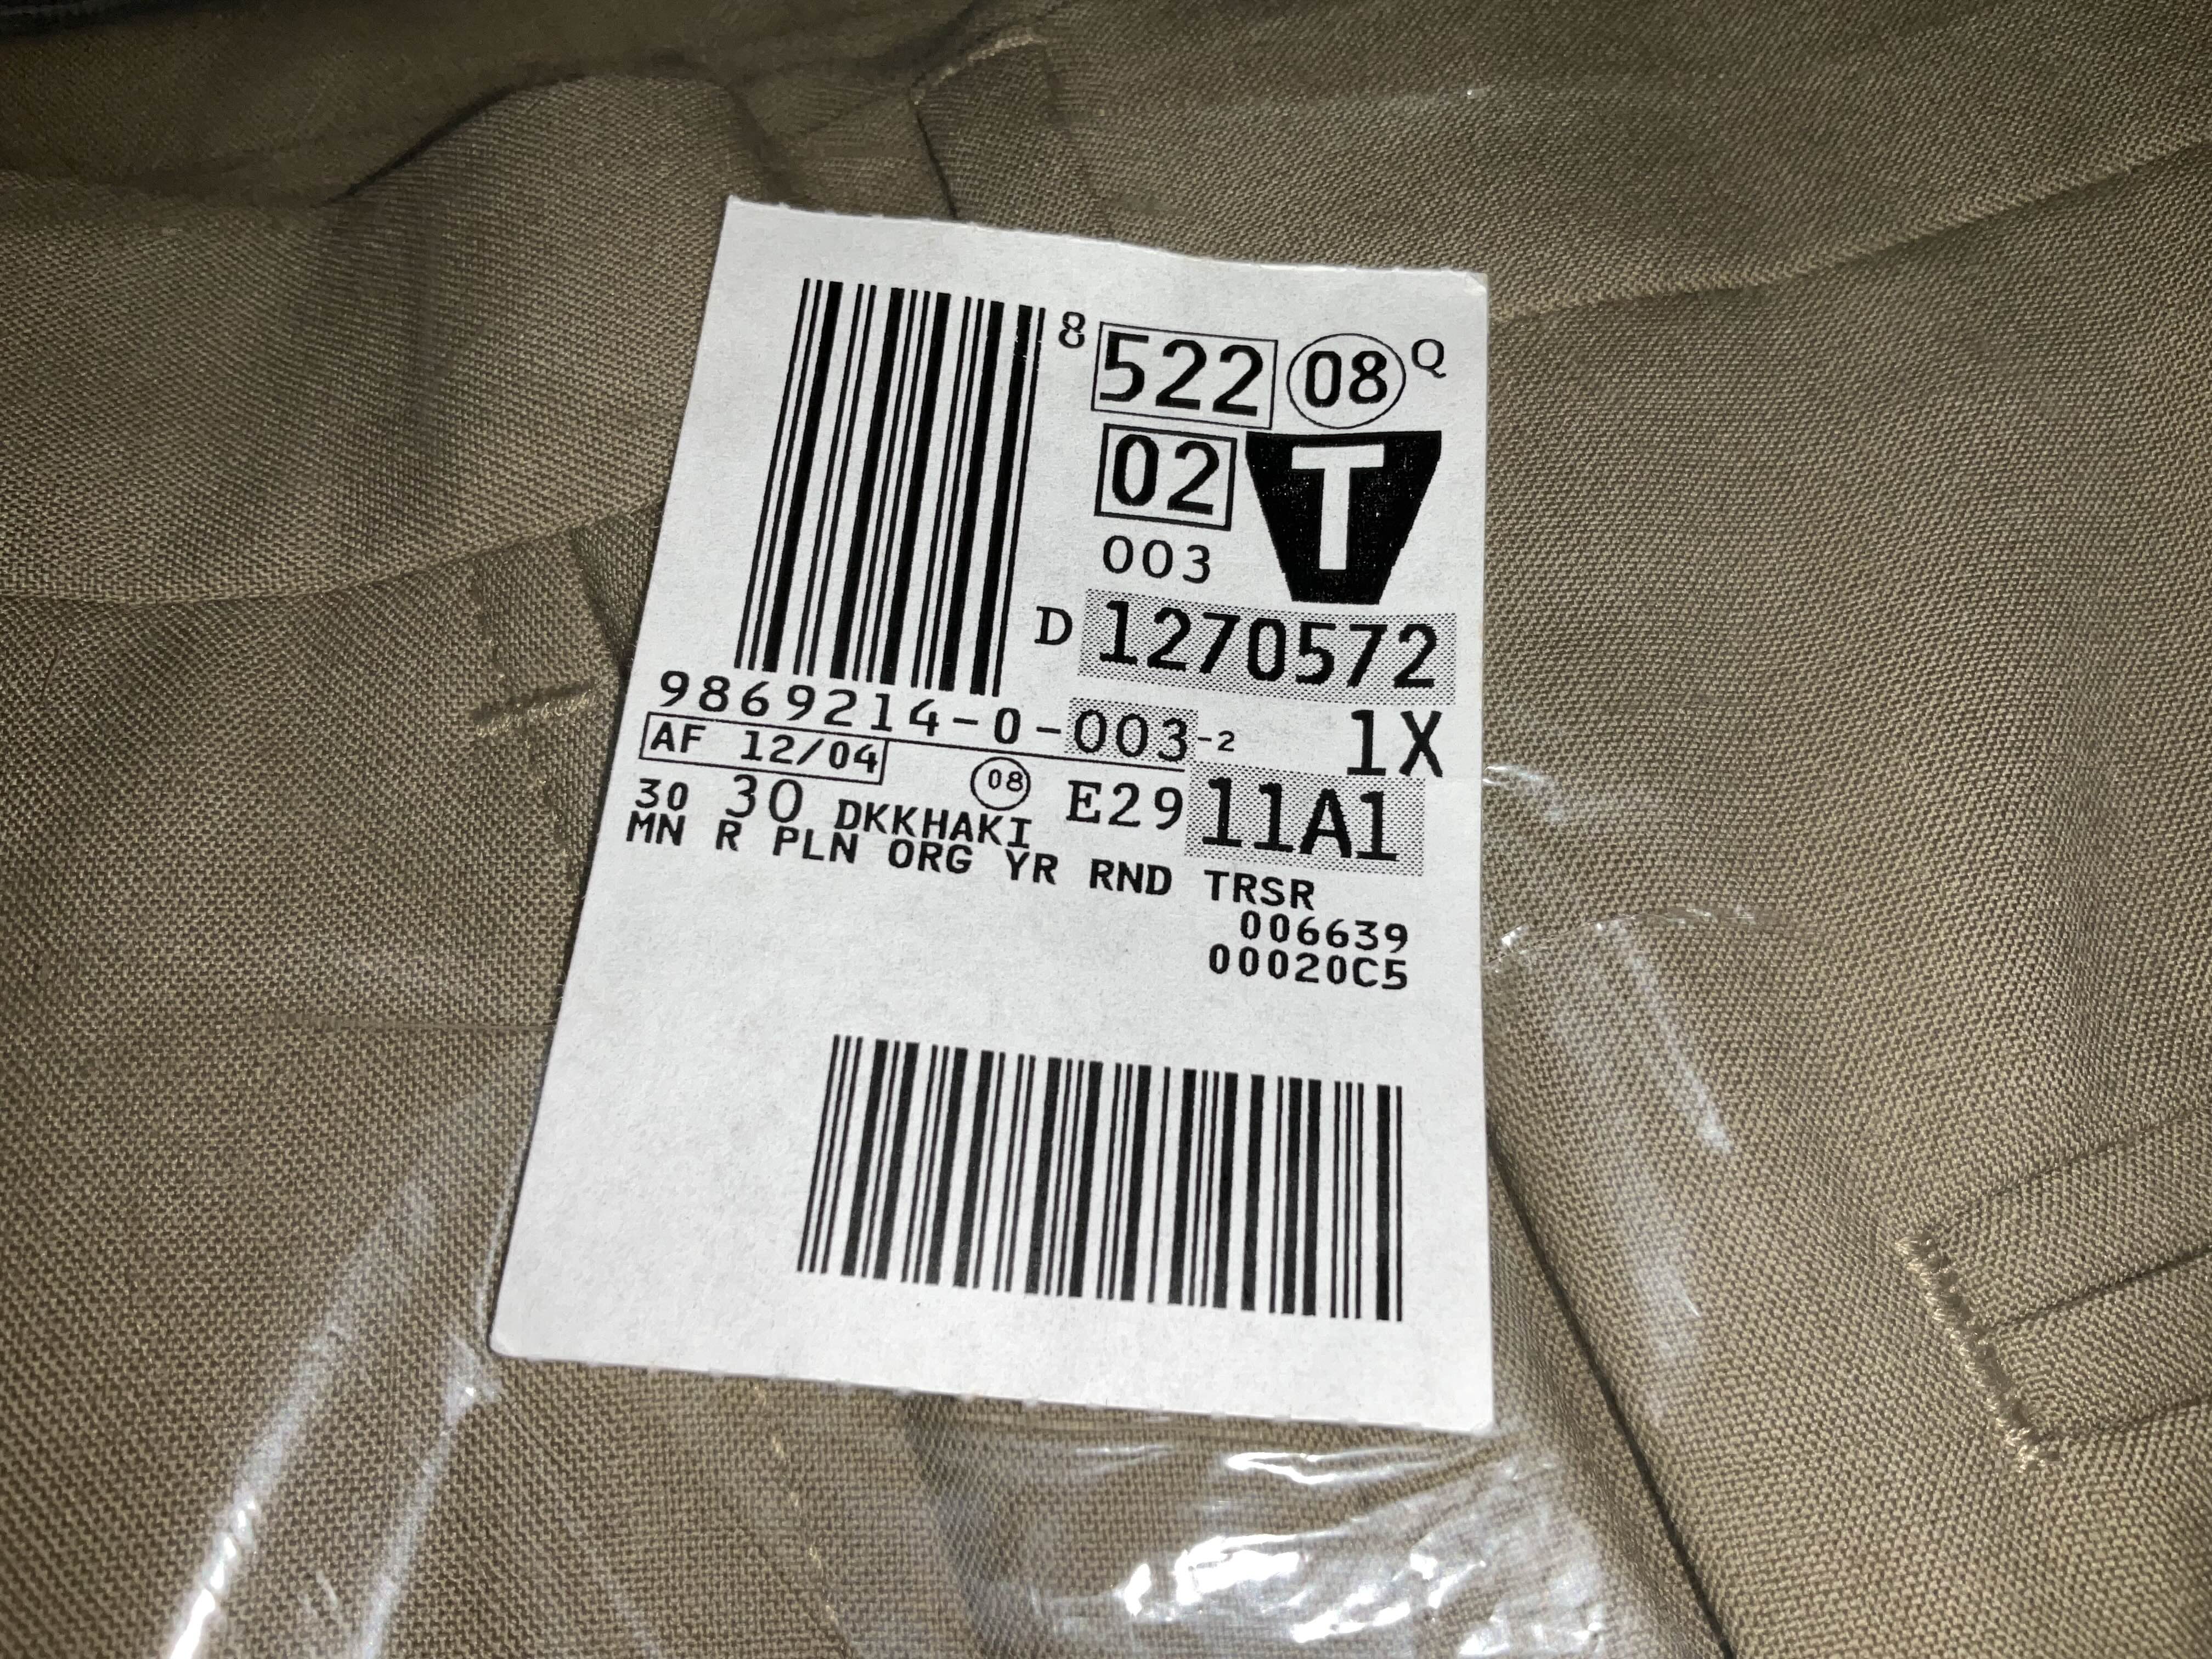 8 522 08 Q
02 T
003
D 1270572
9869214-0-003-2 1X
AF 12/04 08 E29 11A1
30 30 DKKHAKI
MN R PLN ORG YR RND TRSR
006639
00020C5